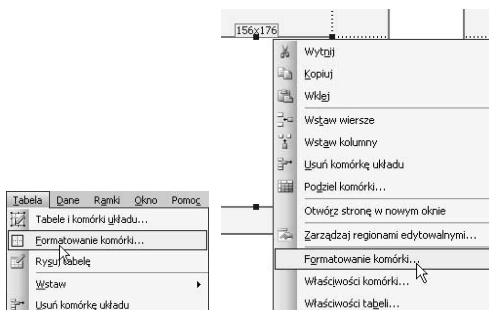 Tabela Dane Ramki Okno Pomoc
Tabele i komórki układu...
Formatowanie komórki...
Rysuj tabelę
Wstaw
Usuń komórkę układu
156x176
Wytnij
Kopiuj
Wklej
Wstaw wiersze
Wstaw kolumny
Usuń komórkę układu
Podziel komórki...
Otwórz stronę w nowym oknie
Zarządzaj regionami edytowalnymi...
Formatowanie komórki...
Właściwości komórki...
Właściwości tabeli...